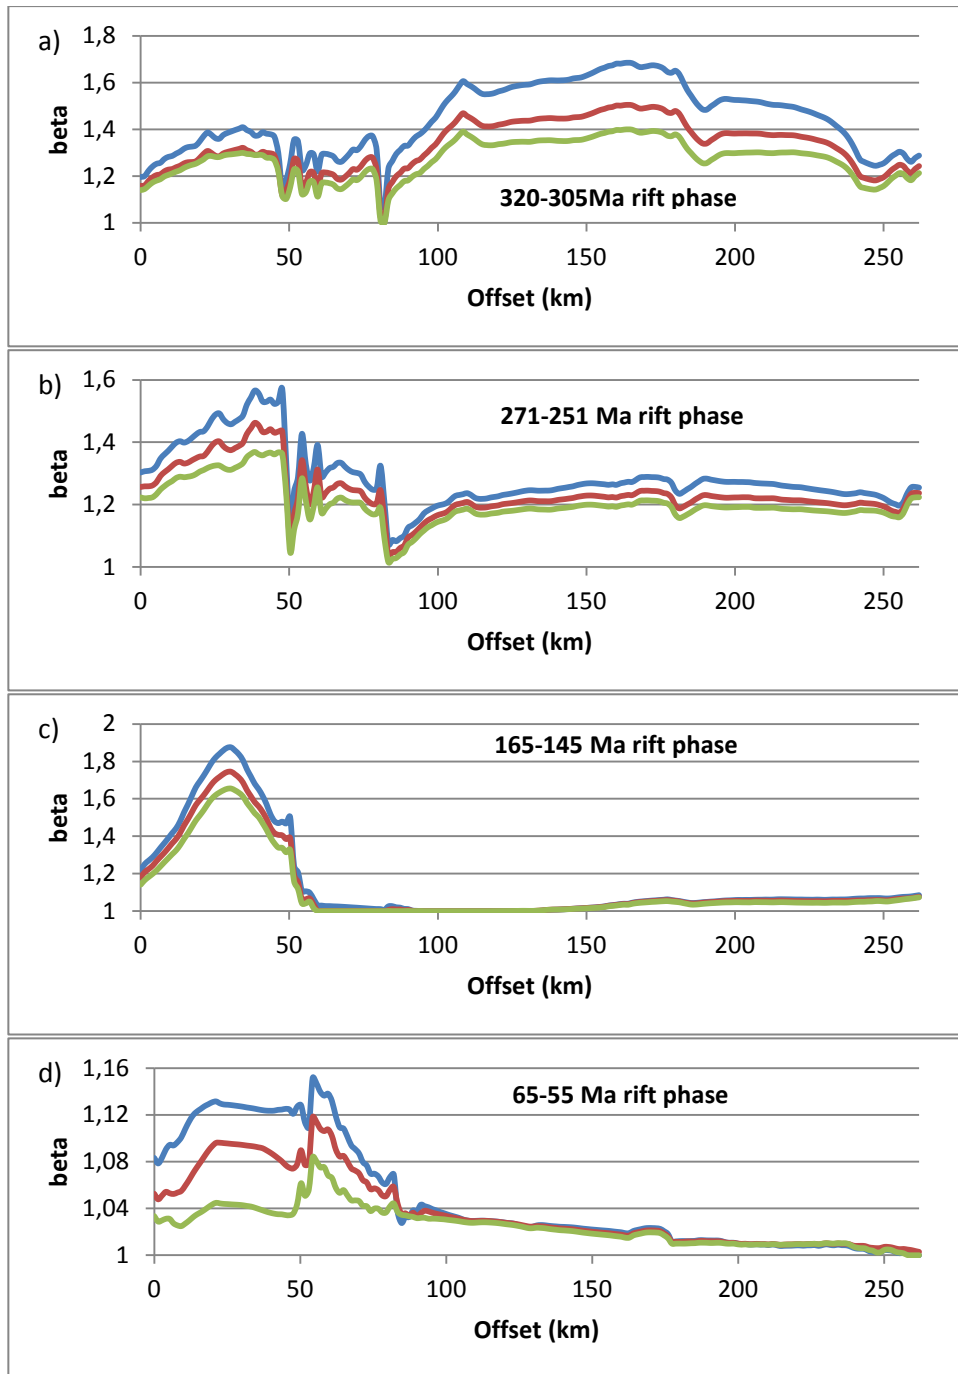 a)
1,8
1,6
1,4
1,2
1
beta
320-305Ma rift phase
0 50 100 150 200 250
Offset (km)
b)
1,6
1,4
1,2
1
beta
271-251 Ma rift phase
0 50 100 150 200 250
Offset (km)
c)
2
1,8
1,6
1,4
1,2
1
beta
165-145 Ma rift phase
0 50 100 150 200 250
Offset (km)
d)
1,16
1,12
1,08
1,04
1
beta
65-55 Ma rift phase
0 50 100 150 200 250
Offset (km)